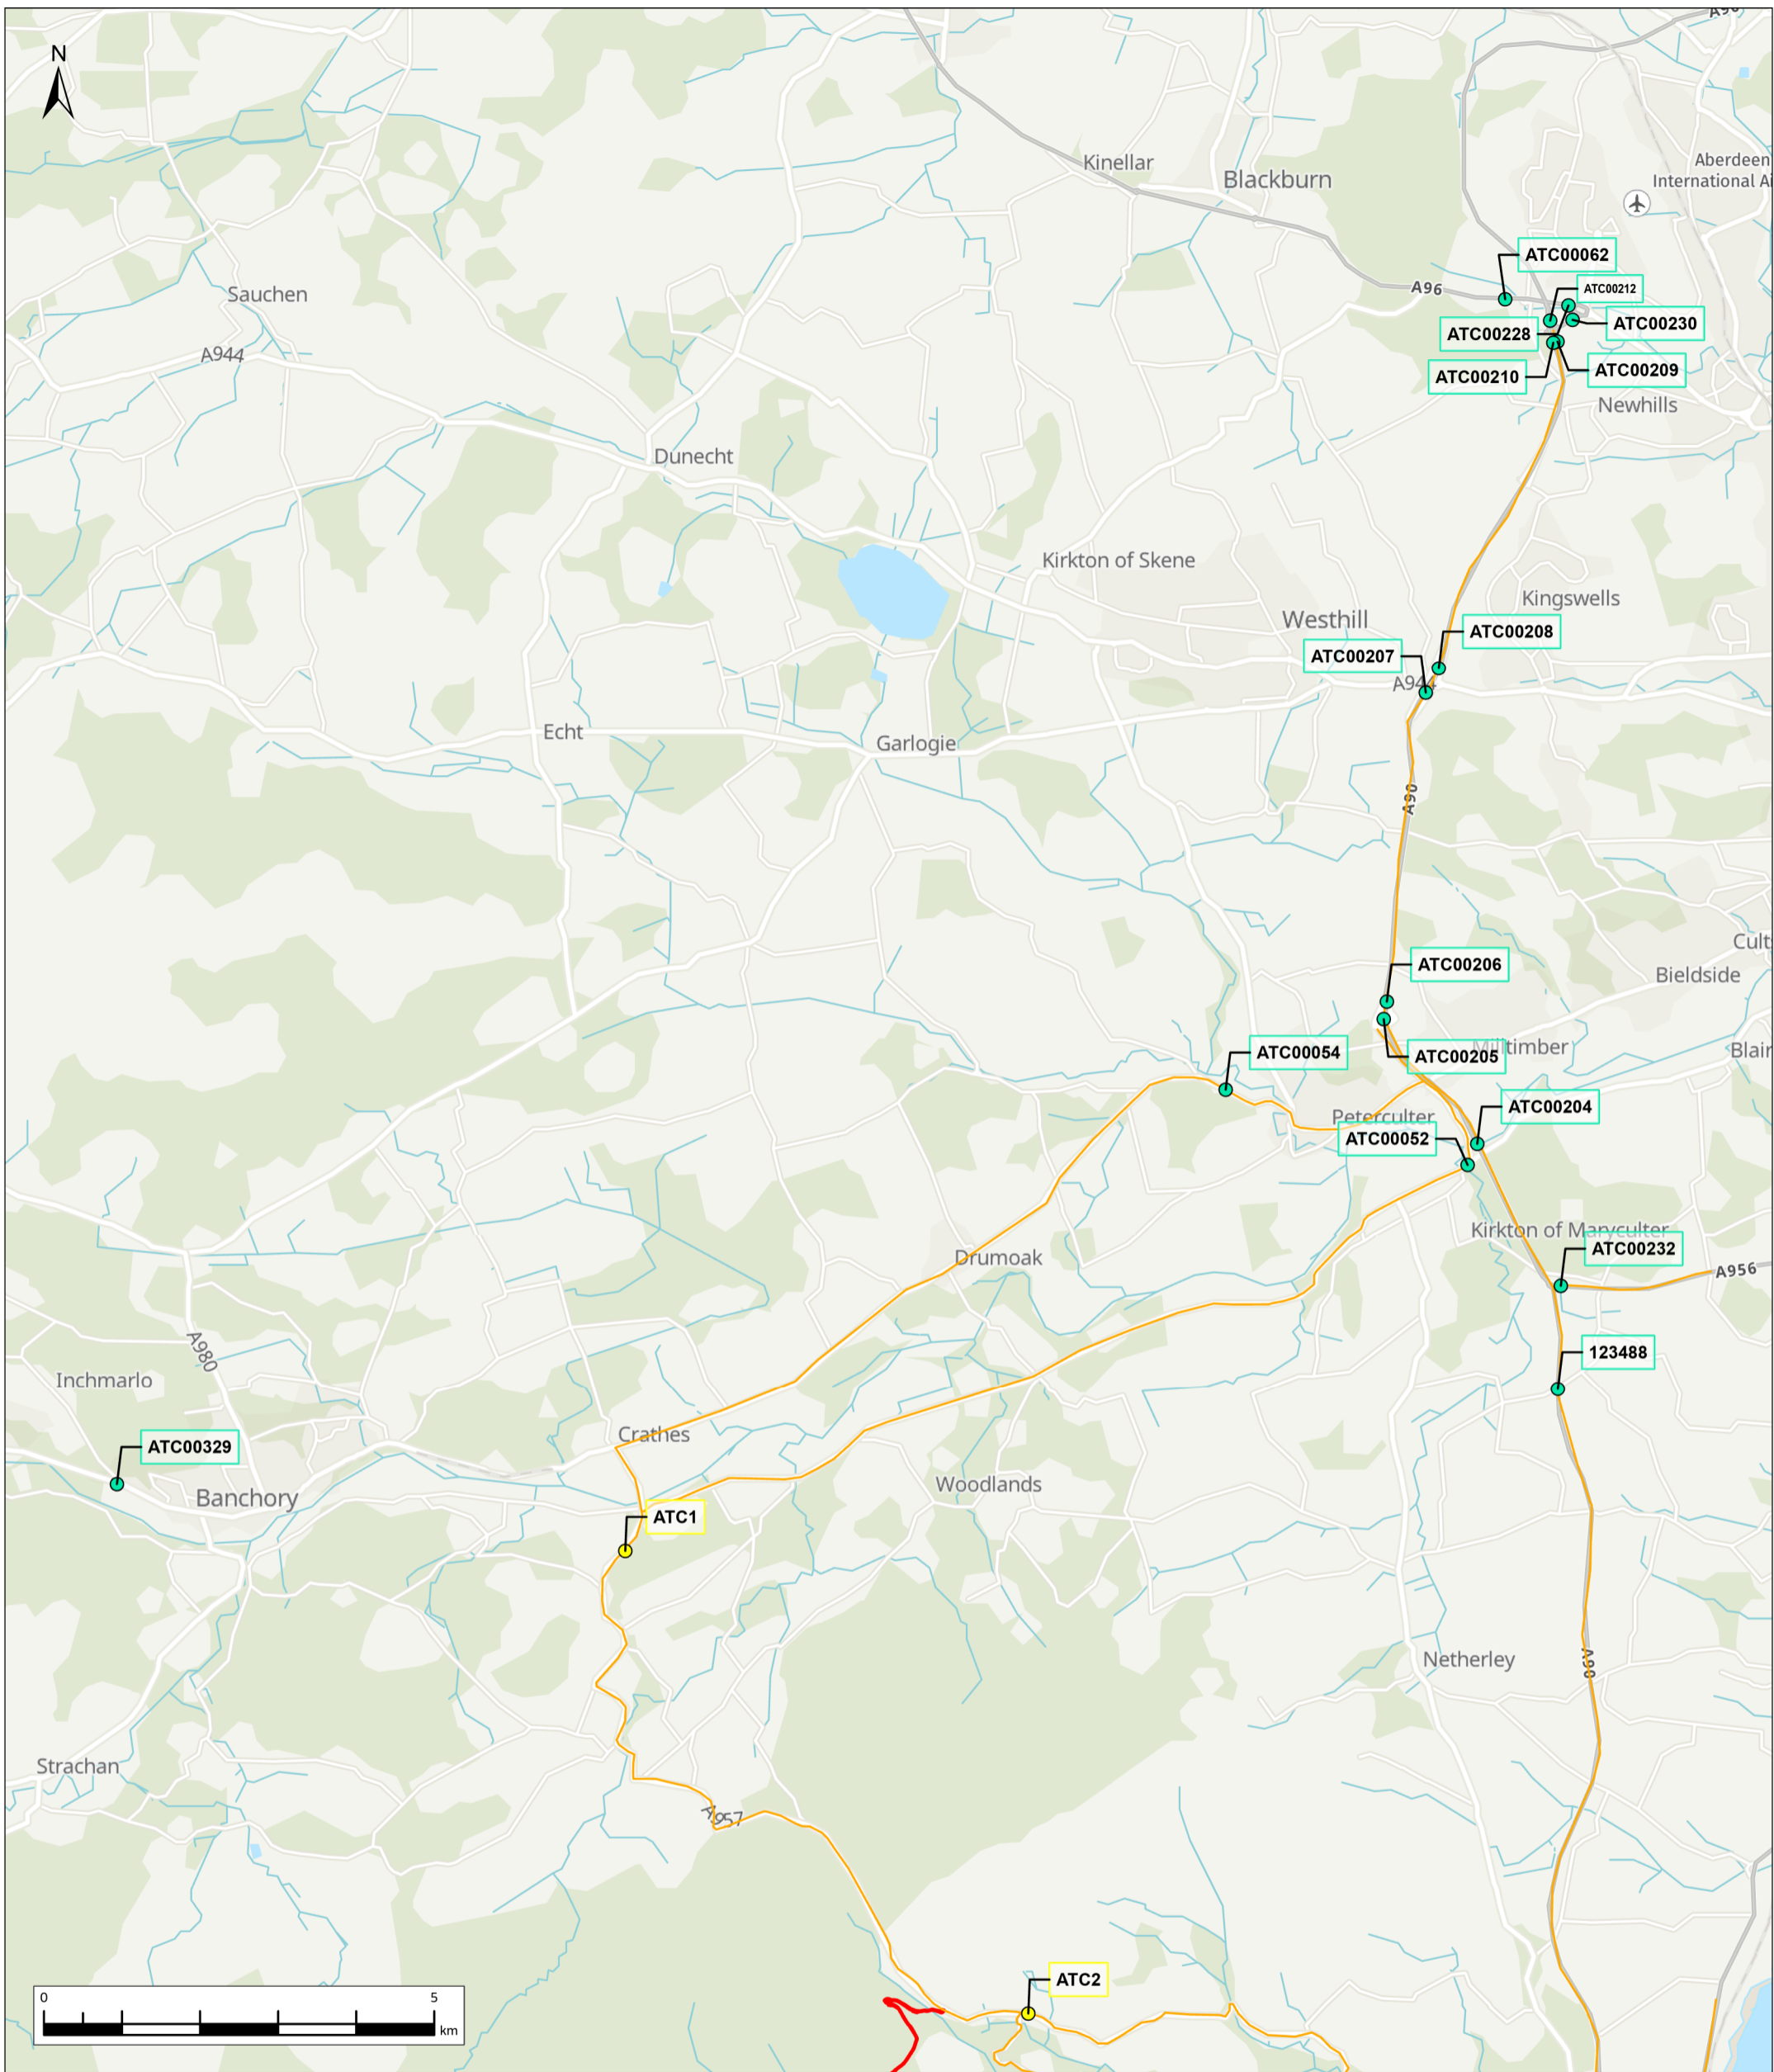 A90
N
Kinellar
Blackburn
Aberdeen
International Ai
ATC00062
A96
ATC00212
Sauchen
ATC00230
ATC00228
A944
ATC00209
ATC00210
Newhills
Dunecht
Kirkton of Skene
Kingswells
Westhill
ATC00208
ATC00207
A944
Echt
Garlogie
A90
Cult
ATC00206
Bieldside
Milltimber
Blair
ATC00054
ATC00205
ATC00204
Peterculter
ATC00052
Kirkton of Maryculter
ATC00232
Drumoak
A956
A980
123488
Inchmarlo
Crathes
ATC00329
Woodlands
Banchory
ATC1
Netherley
A90
Strachan
A957
ATC2
0 5
km